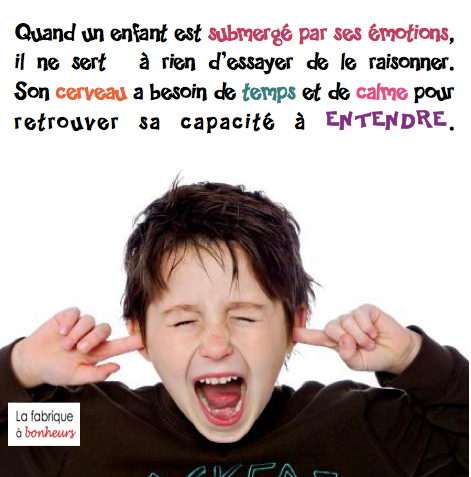 Quand un enfant est submergé par ses émotions,
il ne sert à rien d'essayer de le raisonner.
Son cerveau a besoin de temps et de calme pour
retrouver sa capacité à ENTENDRE.
La fabrique
à bonheurs